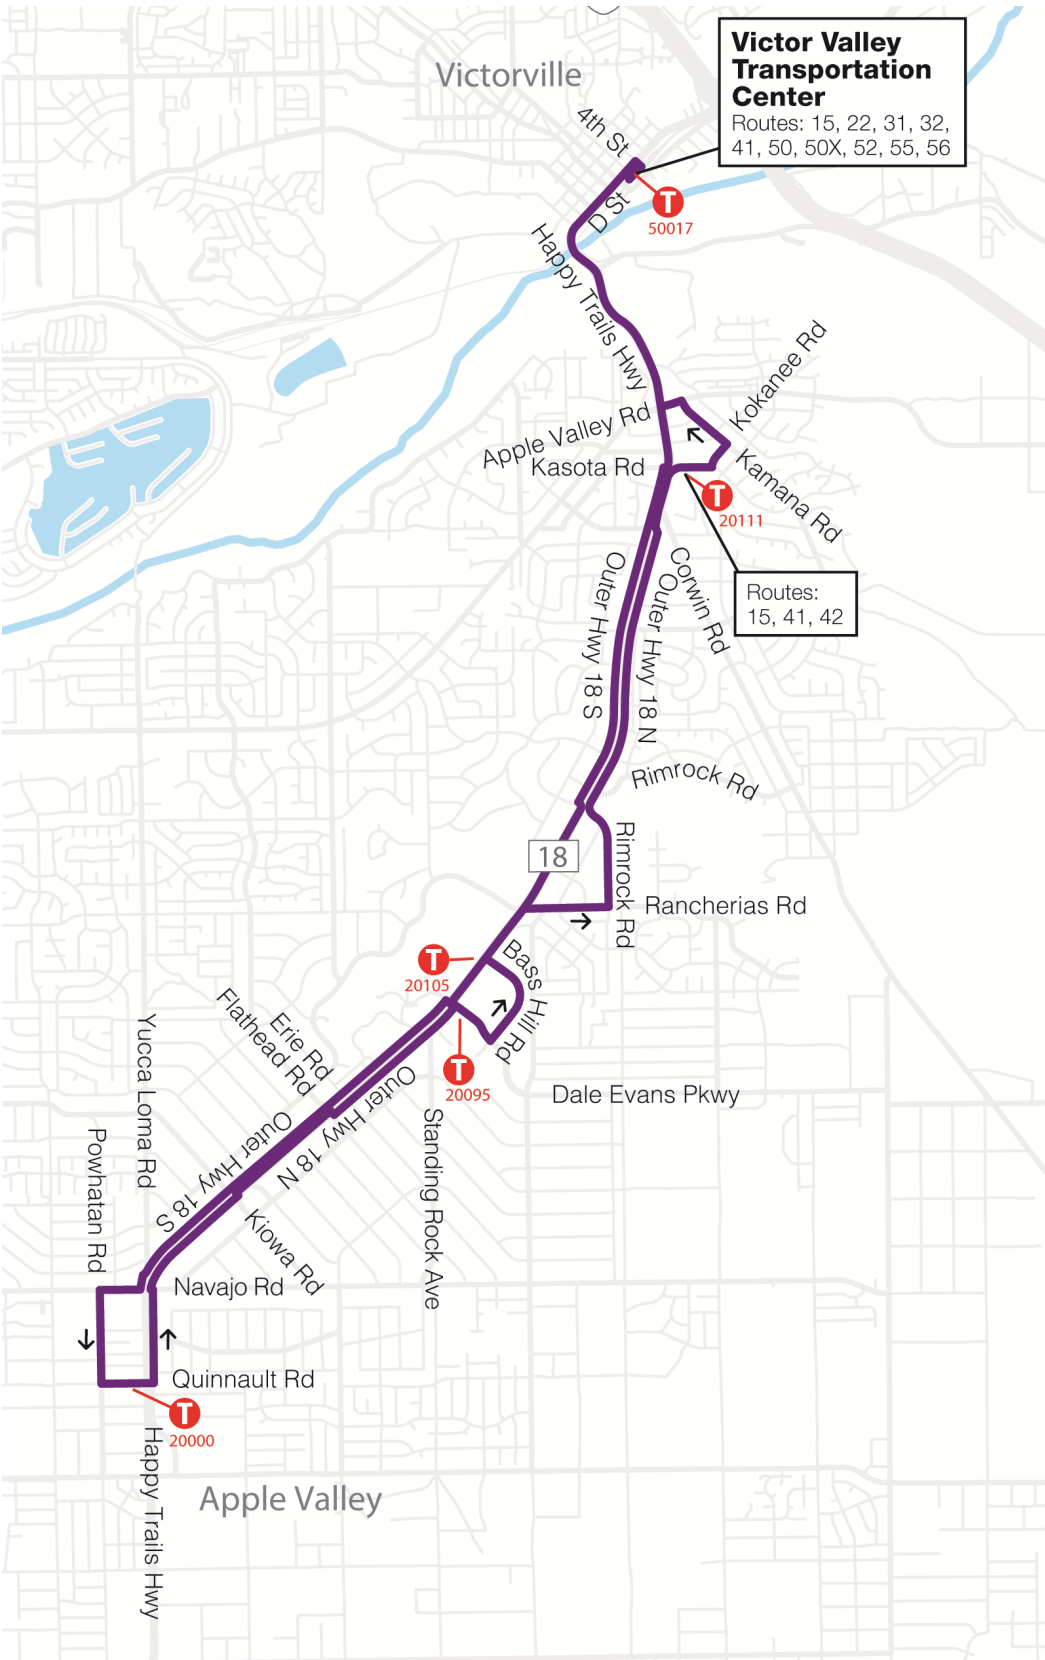 Victorville
Victor Valley
Transportation
Center
Routes: 15, 22, 31, 32,
41, 50, 50X, 52, 55, 56
4th St
T
50017
D St
Happy Trails Hwy
Kokanee Rd
Apple Valley Rd
Kasota Rd
Kamana Rd
T
20111
Corwin Rd
Routes:
15, 41, 42
Outer Hwy 18 S
Outer Hwy 18 N
Rimrock Rd
18
Rimrock Rd
Rancherias Rd
T
20105
Bass Hill Rd
Flathead Rd
Erie Rd
T
20095
Dale Evans Pkwy
Yucca Loma Rd
Outer Hwy 18 N
Outer Hwy 18 S
Standing Rock Ave
Powhatan Rd
Kiowa Rd
Navajo Rd
Quinnault Rd
T
20000
Happy Trails Hwy
Apple Valley